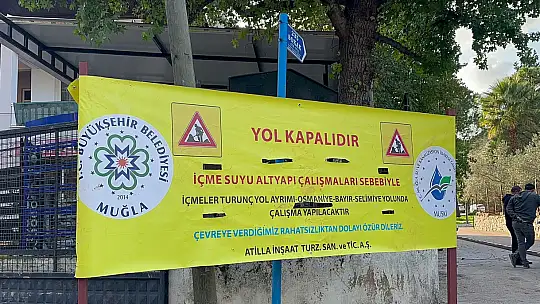 T.C. BÜYÜKŞEHİR BELEDİYESİ
2014
MUĞLA
YOL KAPALIDIR
İÇME SUYU ALTYAPI ÇALIŞMALARI SEBEBİYLE
İÇMELER TURUNÇ YOL AYRIMI-OSMANİYE-BAYIR-SELİMİYE YOLUNDA
ÇALIŞMA YAPILACAKTIR
ÇEVREYE VERDİĞİMİZ RAHATSIZLIKTAN DOLAYI ÖZÜR DİLERİZ.
ATİLLA İNŞAAT TURZ. SAN. ve TİC. A.Ş.
MUSKİ